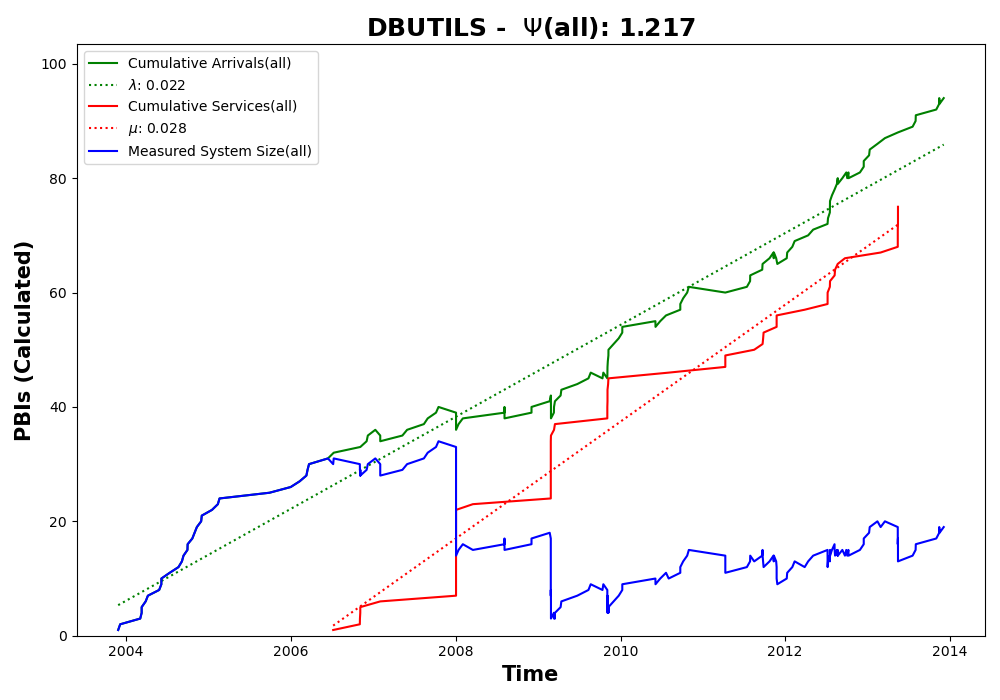 DBUTILS - Ψ(all): 1.217
Cumulative Arrivals(all)
λ: 0.022
Cumulative Services(all)
μ: 0.028
Measured System Size(all)
PBIs (Calculated)
100
80
60
40
20
0
2004 2006 2008 2010 2012 2014
Time